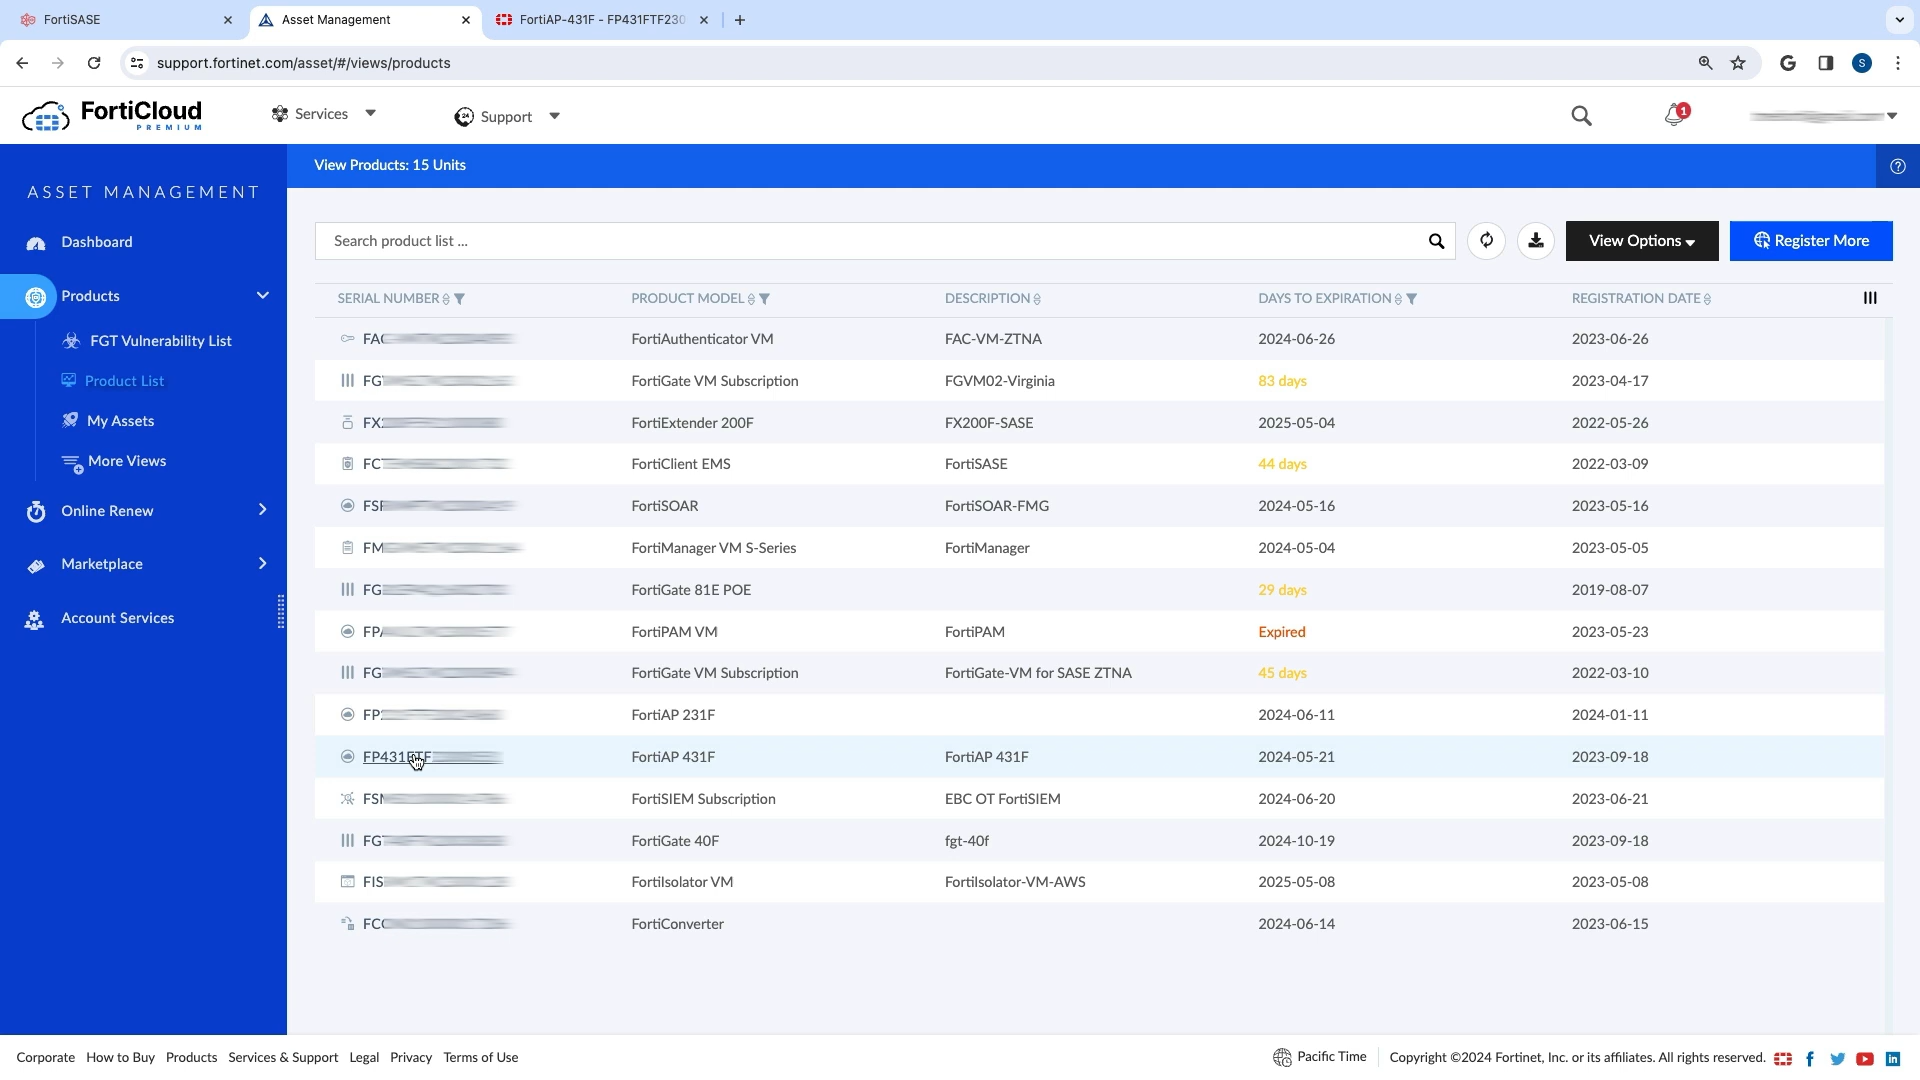 FortiSASE
Asset Management
FortiAP-431F - FP431FTF230
support.fortinet.com/asset/#/views/products
S
FortiCloud
PREMIUM
Services
24
Support
1
ASSET MANAGEMENT
View Products: 15 Units
Dashboard
Products
FGT Vulnerability List
Product List
My Assets
More Views
Online Renew
Marketplace
Account Services
Search product list ...
View Options
Register More
SERIAL NUMBER PRODUCT MODEL DESCRIPTION DAYS TO EXPIRATION REGISTRATION DATE
FAC FortiAuthenticator VM FAC-VM-ZTNA 2024-06-26 2023-06-26
FG FortiGate VM Subscription FGVM02-Virginia 83 days 2023-04-17
FX FortiExtender 200F FX200F-SASE 2025-05-04 2022-05-26
FC FortiClient EMS FortiSASE 44 days 2022-03-09
FS FortiSOAR FortiSOAR-FMG 2024-05-16 2023-05-16
FM FortiManager VM S-Series FortiManager 2024-05-04 2023-05-05
FG FortiGate 81E POE 29 days 2019-08-07
FP FortiPAM VM FortiPAM Expired 2023-05-23
FG FortiGate VM Subscription FortiGate-VM for SASE ZTNA 45 days 2022-03-10
FP FortiAP 231F 2024-06-11 2024-01-11
FP431FTF FortiAP 431F FortiAP 431F 2024-05-21 2023-09-18
FS FortiSIEM Subscription EBC OT FortiSIEM 2024-06-20 2023-06-21
FG FortiGate 40F fgt-40f 2024-10-19 2023-09-18
FIS FortiIsolator VM FortiIsolator-VM-AWS 2025-05-08 2023-05-08
FC FortiConverter 2024-06-14 2023-06-15
Corporate How to Buy Products Services & Support Legal Privacy Terms of Use
Pacific Time
Copyright ©2024 Fortinet, Inc. or its affiliates. All rights reserved.